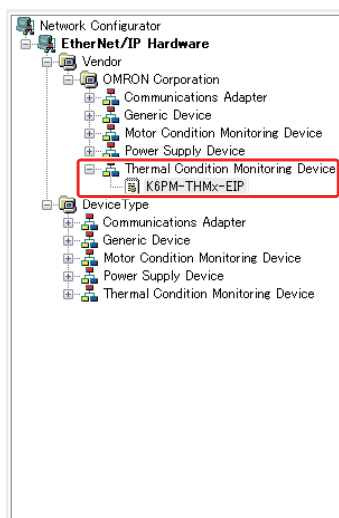 Network Configurator
EtherNet/IP Hardware
Vendor
OMRON Corporation
Communications Adapter
Generic Device
Motor Condition Monitoring Device
Power Supply Device
Thermal Condition Monitoring Device
K6PM-THMx-EIP
DeviceType
Communications Adapter
Generic Device
Motor Condition Monitoring Device
Power Supply Device
Thermal Condition Monitoring Device